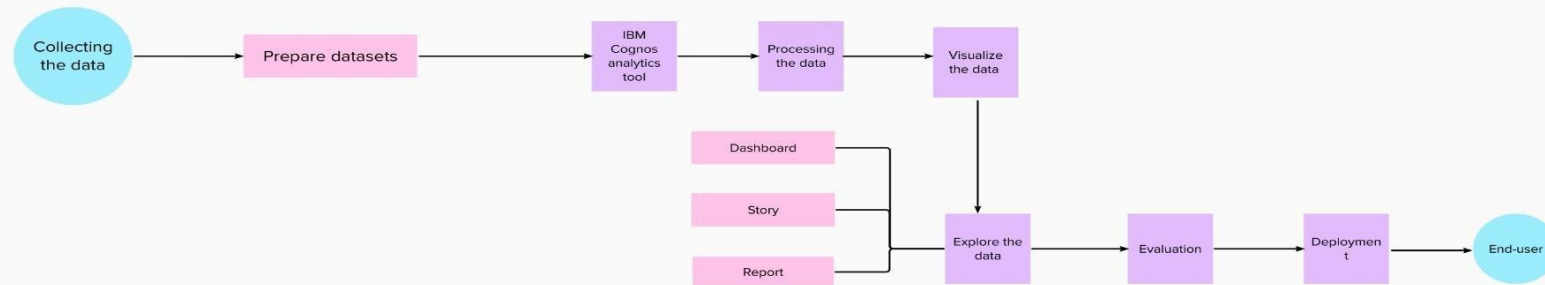 Collecting
the data
Prepare datasets
IBM
Cognos
analytics
tool
Processing
the data
Visualize
the data
Dashboard
Story
Report
Explore the
data
Evaluation
Deploymen
t
End-user